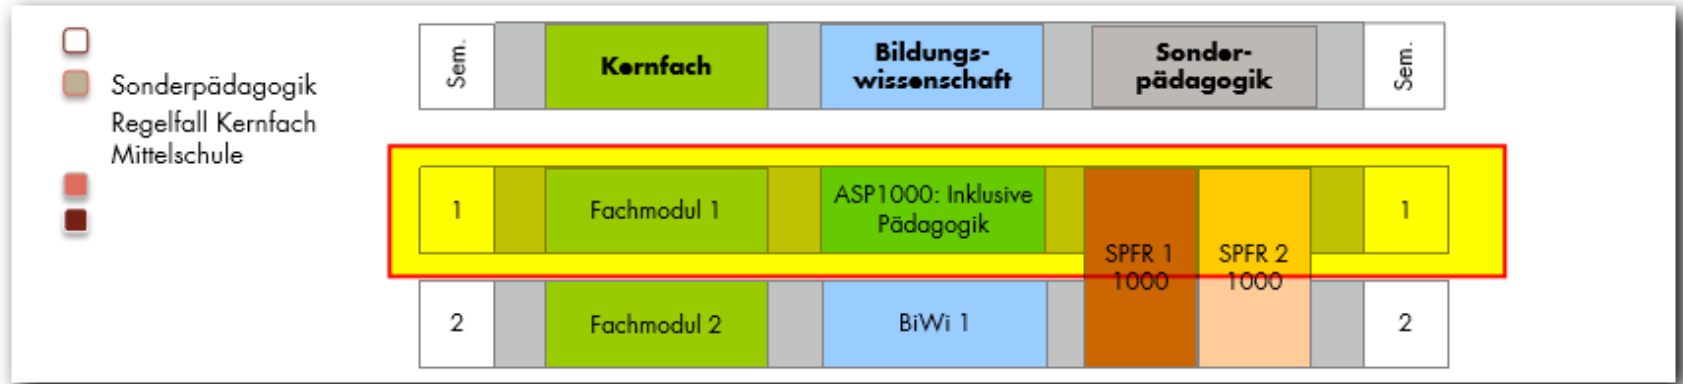 Sonderpädagogik
Regelfall Kernfach
Mittelschule
Sem.
Kernfach
Bildungs-
wissenschaft
Sonder-
pädagogik
Sem.
1
Fachmodul 1
ASP1000: Inklusive
Pädagogik
SPFR 1
1000
SPFR 2
1000
1
2
Fachmodul 2
BiWi 1
2